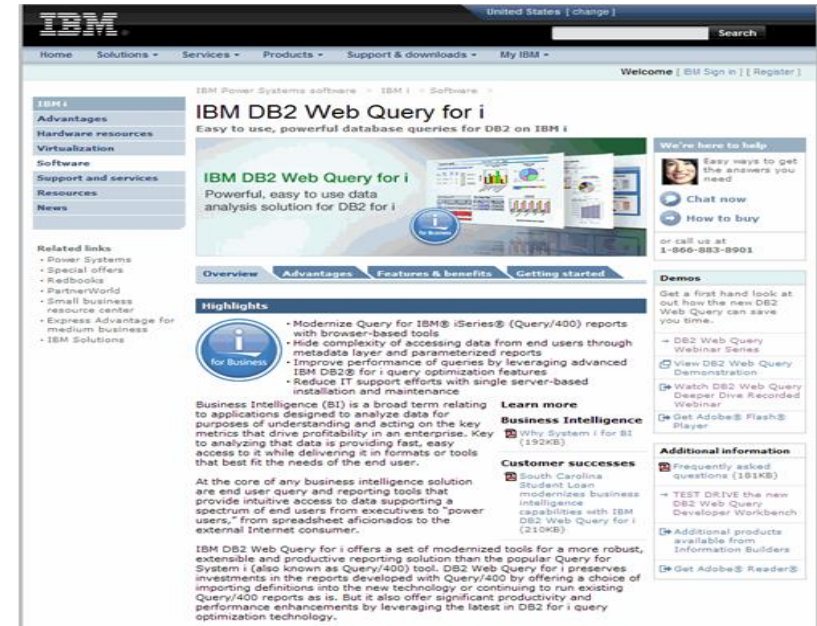 IBM
United States [ change ]
Search
Home Solutions Services Products Support & downloads My IBM
Welcome [ IBM Sign in ] [ Register ]
IBM Power Systems software > IBM i > Software >
IBM i
Advantages
Hardware resources
Virtualization
Software
Support and services
Resources
News
Related links
· Power Systems
· Special offers
· Redbooks
· PartnerWorld
· Small business
resource center
· Express Advantage for
medium business
· IBM Solutions
IBM DB2 Web Query for i
Easy to use, powerful database queries for DB2 on IBM i
IBM DB2 Web Query for i
Powerful, easy to use data
analysis solution for DB2 for i
i
for Business
Overview Advantages Features & benefits Getting started
Highlights
i
for Business
· Modernize Query for IBM® iSeries® (Query/400) reports
with browser-based tools
· Hide complexity of accessing data from end users through
metadata layer and parameterized reports
· Improve performance of queries by leveraging advanced
IBM DB2® for i query optimization features
· Reduce IT support efforts with single server-based
installation and maintenance
Business Intelligence (BI) is a broad term relating
to applications designed to analyze data for
purposes of understanding and acting on the key
metrics that drive profitability in an enterprise. Key
to analyzing that data is providing fast, easy
access to it while delivering it in formats or tools
that best fit the needs of the end user.
At the core of any business intelligence solution
are end user query and reporting tools that
provide intuitive access to data supporting a
spectrum of end users from executives to "power
users," from spreadsheet aficionados to the
external Internet consumer.
Learn more
Business Intelligence
Why System i for BI
(192KB)
Customer successes
South Carolina
Student Loan
modernizes business
intelligence
capabilities with IBM
DB2 Web Query for i
(210KB)
IBM DB2 Web Query for i offers a set of modernized tools for a more robust,
extensible and productive reporting solution than the popular Query for
System i (also known as Query/400) tool. DB2 Web Query for i preserves
investments in the reports developed with Query/400 by offering a choice of
importing definitions into the new technology or continuing to run existing
Query/400 reports as is. But it also offer significant productivity and
performance enhancements by leveraging the latest in DB2 for i query
optimization technology.
We're here to help
Easy ways to get
the answers you
need
Chat now
How to buy
or call us at
1-866-883-8901
Demos
Get a first hand look at
out how the new DB2
Web Query can save
you time.
→ DB2 Web Query
Webinar Series
View DB2 Web Query
Demonstration
Watch DB2 Web Query
Deeper Dive Recorded
Webinar
Get Adobe® Flash®
Player
Additional information
Frequently asked
questions (181KB)
→ TEST DRIVE the new
DB2 Web Query
Developer Workbench
Additional products
available from
Information Builders
Get Adobe® Reader®